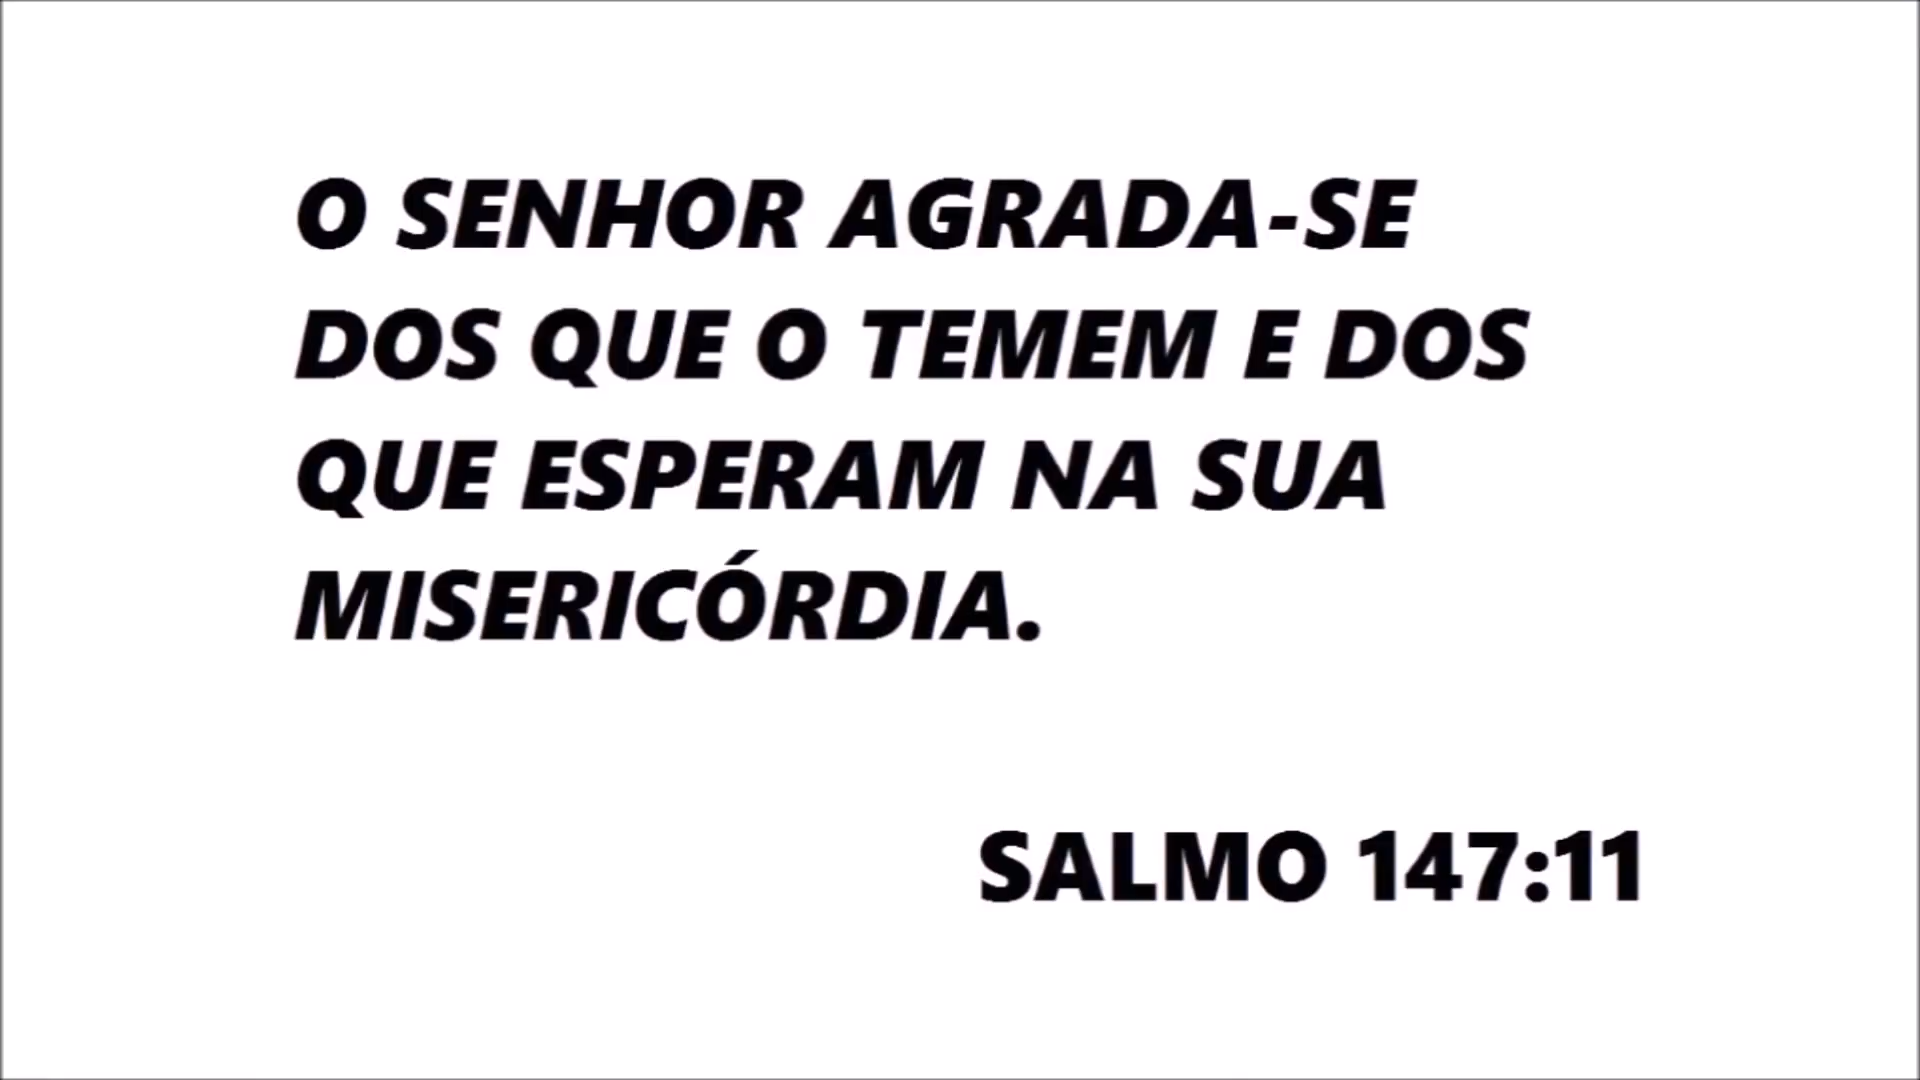 O SENHOR AGRADA-SE
DOS QUE O TEMEM E DOS
QUE ESPERAM NA SUA
MISERICÓRDIA.
SALMO 147:11